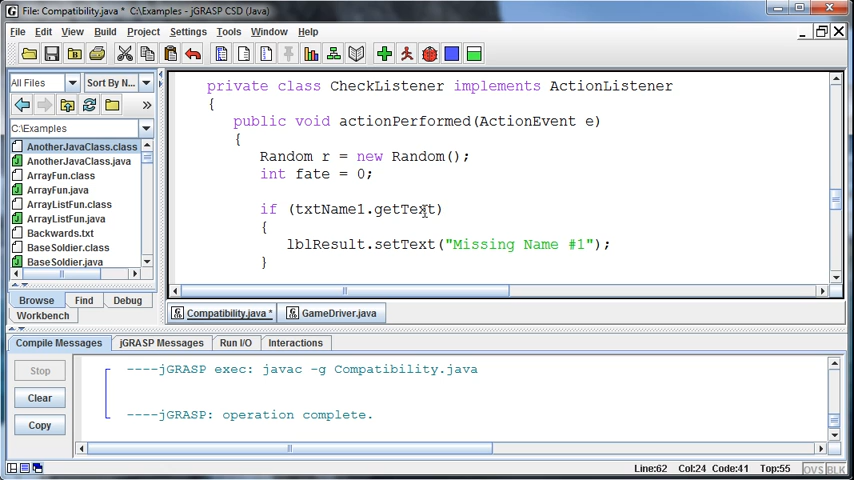 File: Compatibility.java * C:\Examples - jGRASP CSD (Java)
File Edit View Build Project Settings Tools Window Help
All Files Sort By N...
C:\Examples
AnotherJavaClass.class
AnotherJavaClass.java
ArrayFun.class
ArrayFun.java
ArrayListFun.class
ArrayListFun.java
Backwards.txt
BaseSoldier.class
BaseSoldier.java
Browse Find Debug
Workbench
private class CheckListener implements ActionListener
{
public void actionPerformed(ActionEvent e)
{
Random r = new Random();
int fate = 0;
if (txtName1.getText)
{
lblResult.setText("Missing Name #1");
}
Compatibility.java * GameDriver.java
Compile Messages jGRASP Messages Run I/O Interactions
Stop
Clear
Copy
----jGRASP exec: javac -g Compatibility.java
----jGRASP: operation complete.
Line:62 Col:24 Code:41 Top:55 OVS BLK